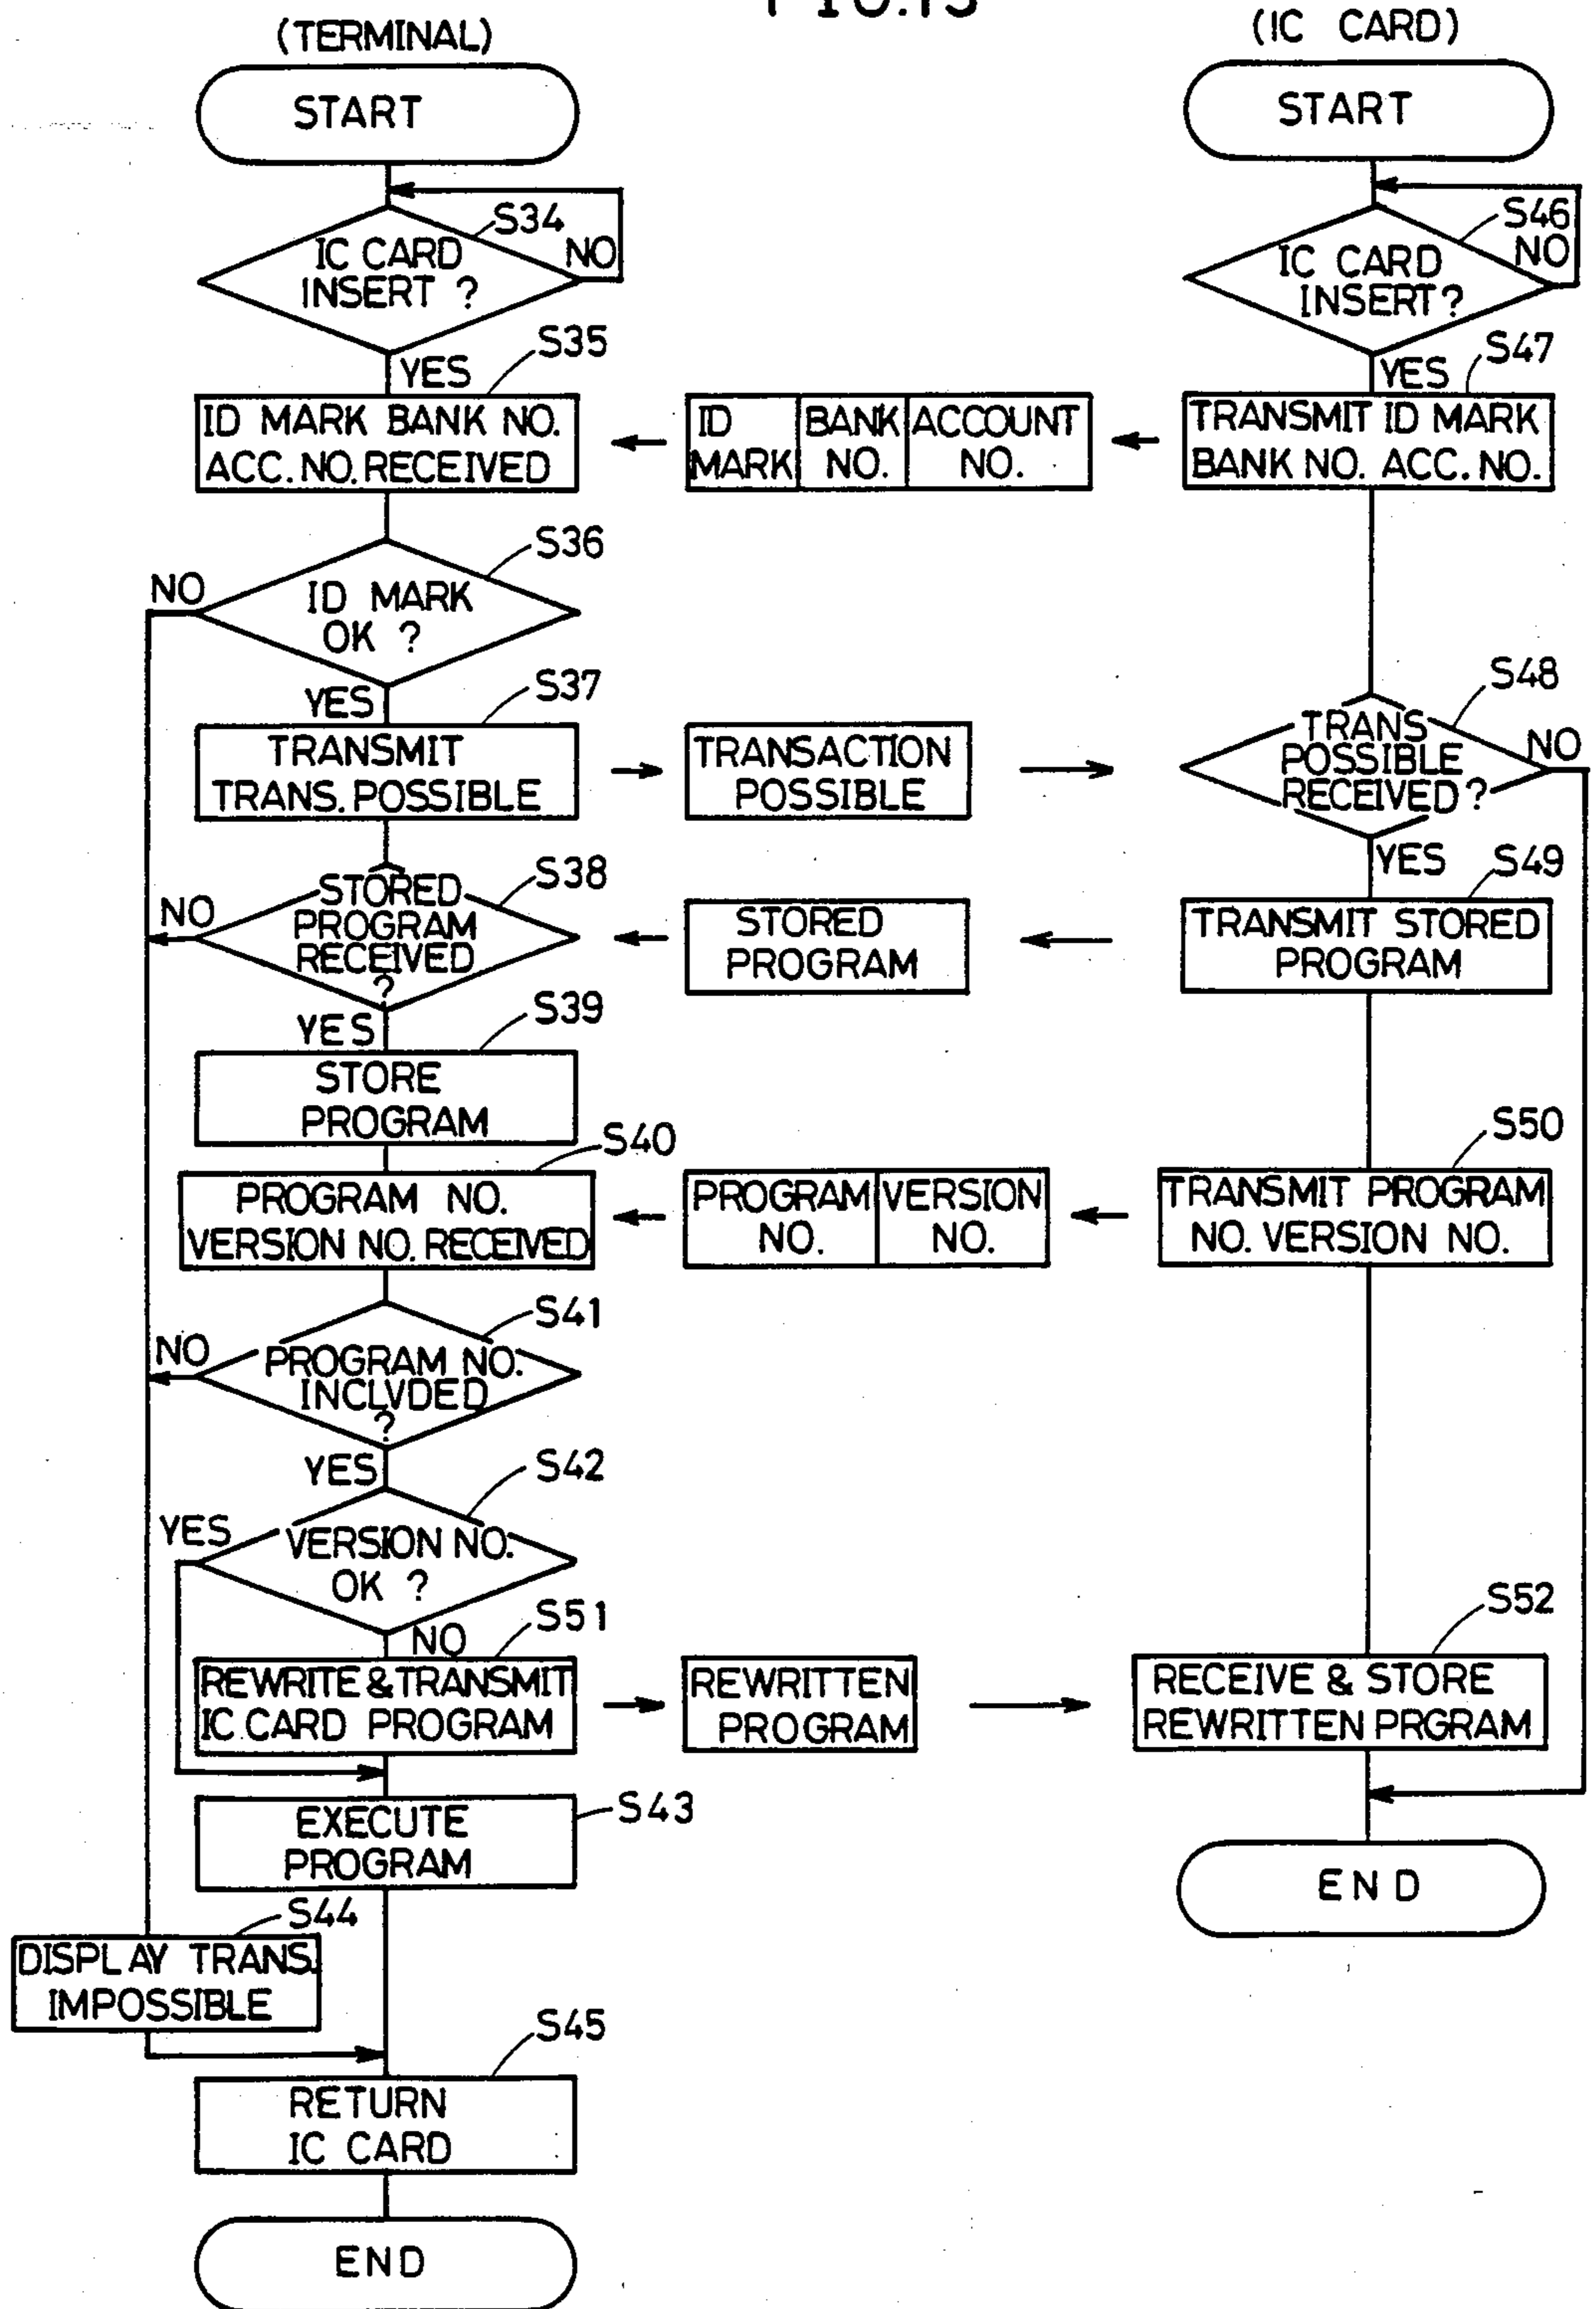 FIG.13
(TERMINAL)
(IC CARD)
START
START
S34
IC CARD
INSERT ?
NO
S46
IC CARD
INSERT?
NO
YES
S35
YES
S47
ID MARK BANK NO.
ACC. NO. RECEIVED
ID
MARK
BANK
NO.
ACCOUNT
NO.
TRANSMIT ID MARK
BANK NO. ACC. NO.
S36
NO
ID MARK
OK ?
YES
S37
TRANSMIT
TRANS. POSSIBLE
TRANSACTION
POSSIBLE
S48
TRANS
POSSIBLE
RECEIVED?
NO
YES
S38
STORED
PROGRAM
RECEIVED
?
NO
STORED
PROGRAM
S49
TRANSMIT STORED
PROGRAM
YES
S39
STORE
PROGRAM
S40
PROGRAM NO.
VERSION NO. RECEIVED
PROGRAM
NO.
VERSION
NO.
S50
TRANSMIT PROGRAM
NO. VERSION NO.
S41
NO
PROGRAM NO.
INCLVDED
?
YES
S42
YES
VERSION NO.
OK ?
NO
S51
REWRITE & TRANSMIT
IC CARD PROGRAM
REWRITTEN
PROGRAM
S52
RECEIVE & STORE
REWRITTEN PRGRAM
S43
EXECUTE
PROGRAM
END
S44
DISPLAY TRANS.
IMPOSSIBLE
S45
RETURN
IC CARD
END